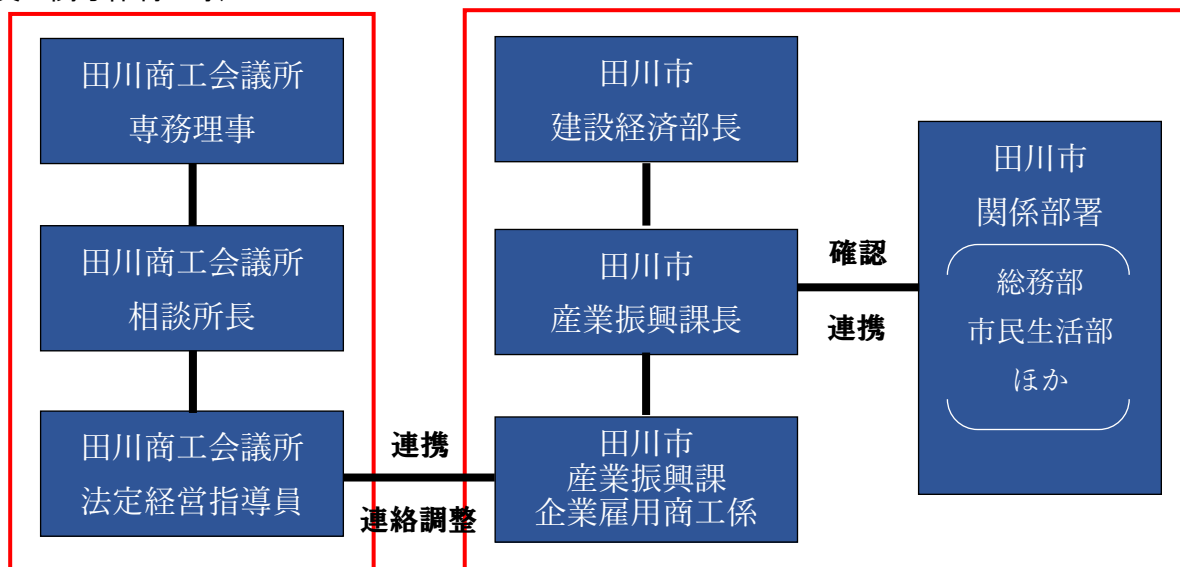 田川商工会議所
専務理事
田川商工会議所
相談所長
田川商工会議所
法定経営指導員
連携
連絡調整
田川市
建設経済部長
田川市
産業振興課長
田川市
産業振興課
企業雇用商工係
確認
連携
田川市
関係部署
総務部
市民生活部
ほか